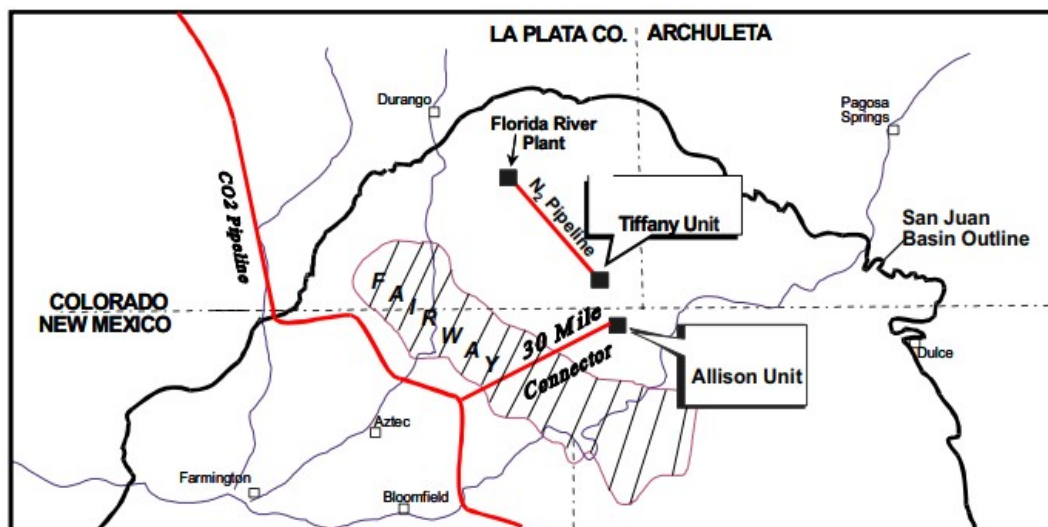 LA PLATA CO.
ARCHULETA
Durango
Florida River
Plant
Pagosa
Springs
CO2 Pipeline
N2 Pipeline
Tiffany Unit
San Juan
Basin Outline
FAIRWAY
COLORADO
NEW MEXICO
30 Mile
Connector
Dulce
Allison Unit
Aztec
Farmington
Bloomfield